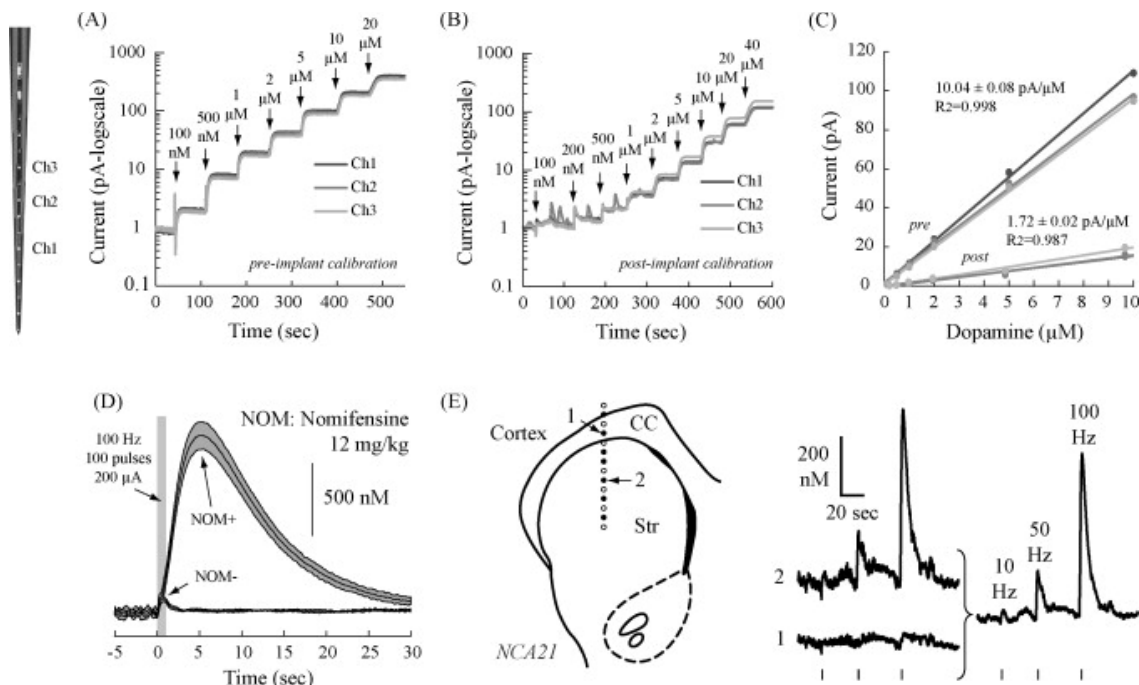 Ch3
Ch2
Ch1
(A)
Current (pA-logscale)
1000
100
10
1
0.1
100
nM
500
nM
1
µM
2
µM
5
µM
10
µM
20
µM
Ch1
Ch2
Ch3
pre-implant calibration
0 100 200 300 400 500
Time (sec)
(B)
Current (pA-logscale)
1000
100
10
1
0.1
100
nM
200
nM
500
nM
1
µM
2
µM
5
µM
10
µM
20
µM
40
µM
Ch1
Ch2
Ch3
post-implant calibration
0 100 200 300 400 500 600
Time (sec)
(C)
Current (pA)
120
100
80
60
40
20
0
10.04 ± 0.08 pA/µM
R2=0.998
pre
1.72 ± 0.02 pA/µM
R2=0.987
post
0 1 2 3 4 5 6 7 8 9 10
Dopamine (µM)
(D)
NOM: Nomifensine
12 mg/kg
100 Hz
100 pulses
200 µA
500 nM
NOM+
NOM-
-5 0 5 10 15 20 25 30
Time (sec)
(E)
1
CC
Cortex
2
Str
NCA21
200
nM
20 sec
2
1
10
Hz
50
Hz
100
Hz